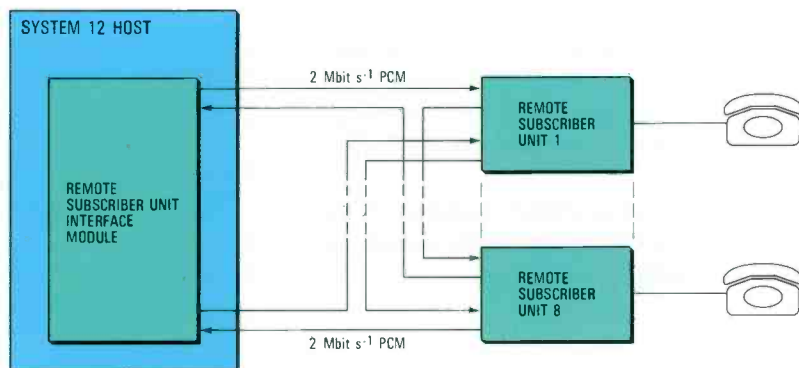 SYSTEM 12 HOST
REMOTE
SUBSCRIBER UNIT
INTERFACE
MODULE
2 Mbit s⁻¹ PCM
REMOTE
SUBSCRIBER
UNIT 1
REMOTE
SUBSCRIBER
UNIT 8
2 Mbit s⁻¹ PCM